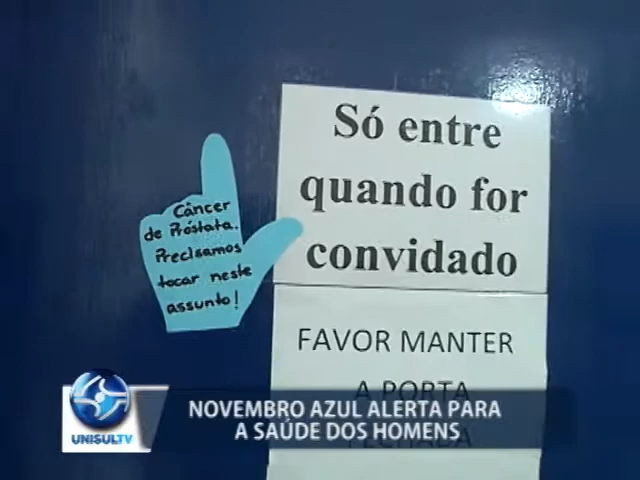 Só entre
quando for
convidado
Câncer
de Próstata.
Precisamos
tocar neste
assunto!
FAVOR MANTER
A PORTA
FECHADA
NOVEMBRO AZUL ALERTA PARA
A SAÚDE DOS HOMENS
UNISULTV